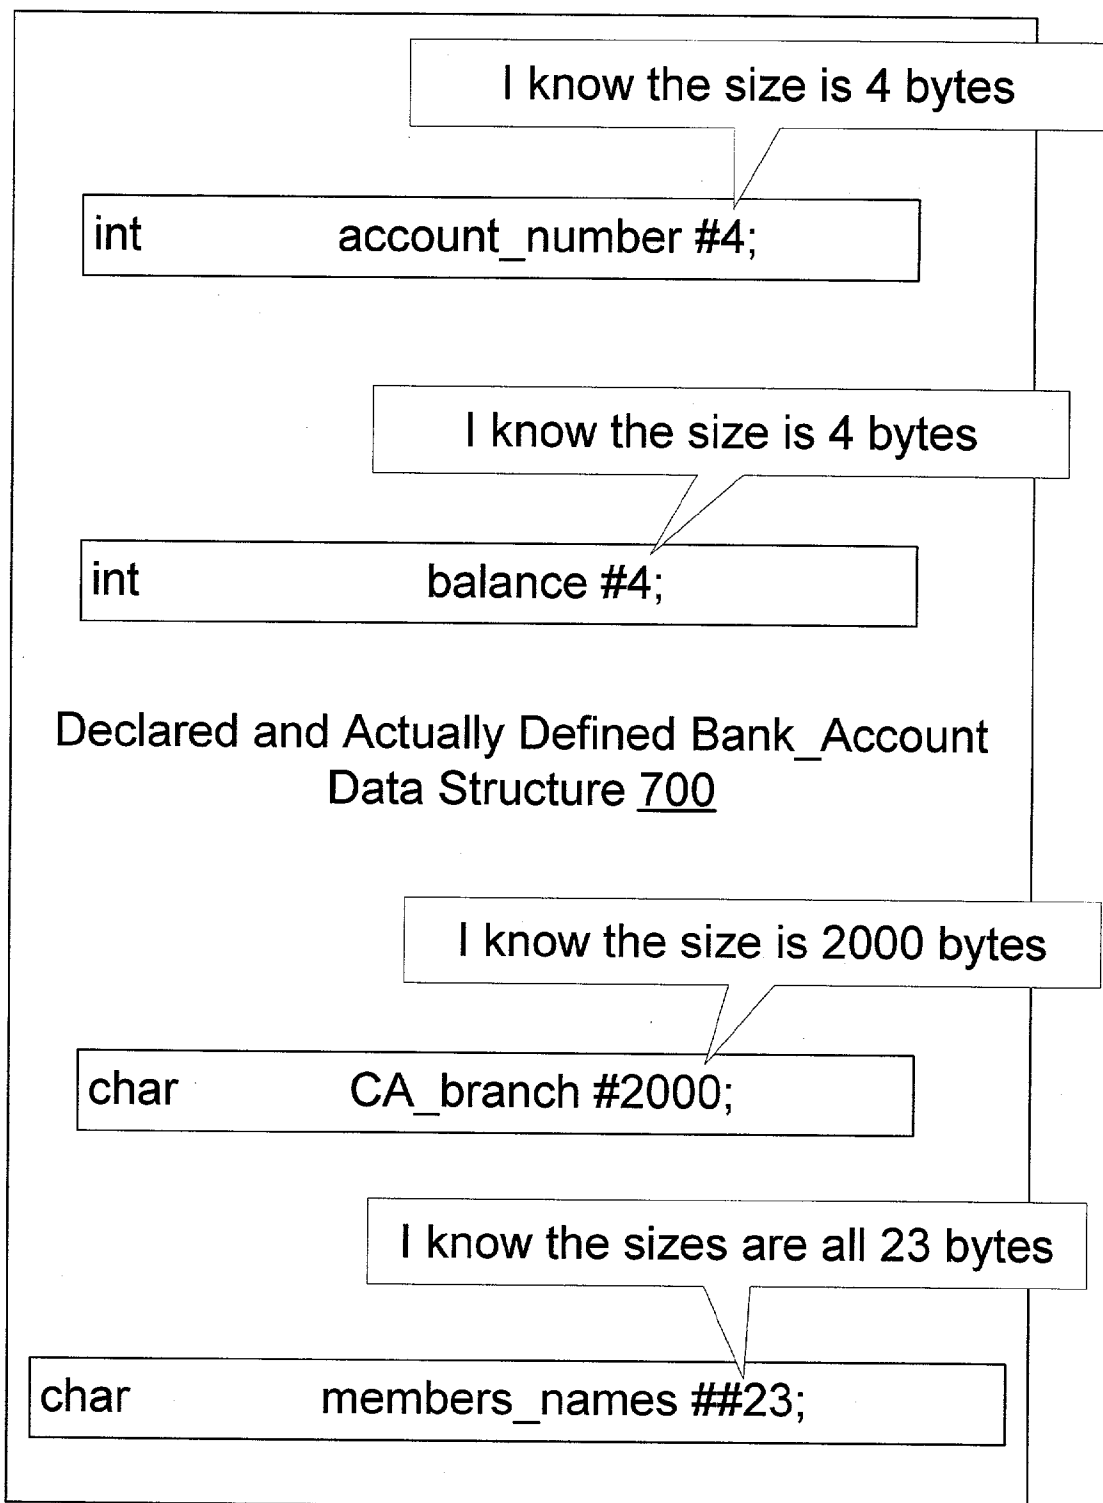 I know the size is 4 bytes
int account_number #4;
I know the size is 4 bytes
int balance #4;
Declared and Actually Defined Bank_Account
Data Structure 700
I know the size is 2000 bytes
char CA_branch #2000;
I know the sizes are all 23 bytes
char members_names ##23;